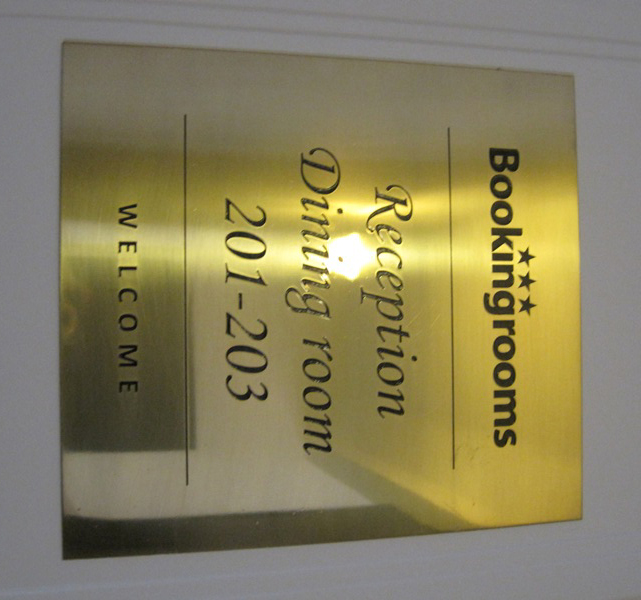 Bookingrooms
Reception
Dining room
201-203
WELCOME